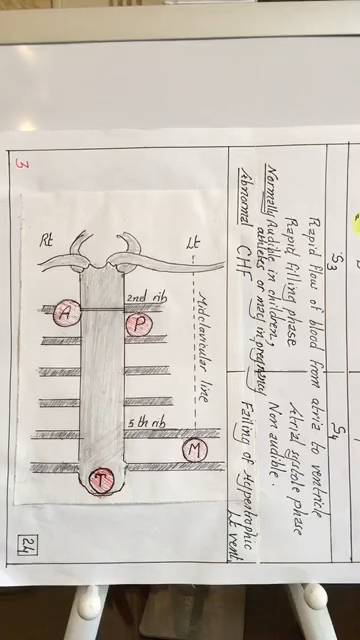 S3
S4
Rapid flow of blood from atria to ventricle
Rapid filling phase
Atrial systole phase
Normally Audible in children,
athletes or may in pregnancy
Non audible.
Abnormal CHF
Failing of Hypertrophic
Lt vent.
3
Rt
Lt
2nd rib
A
P
Midclavicular line
5th rib
M
T
24